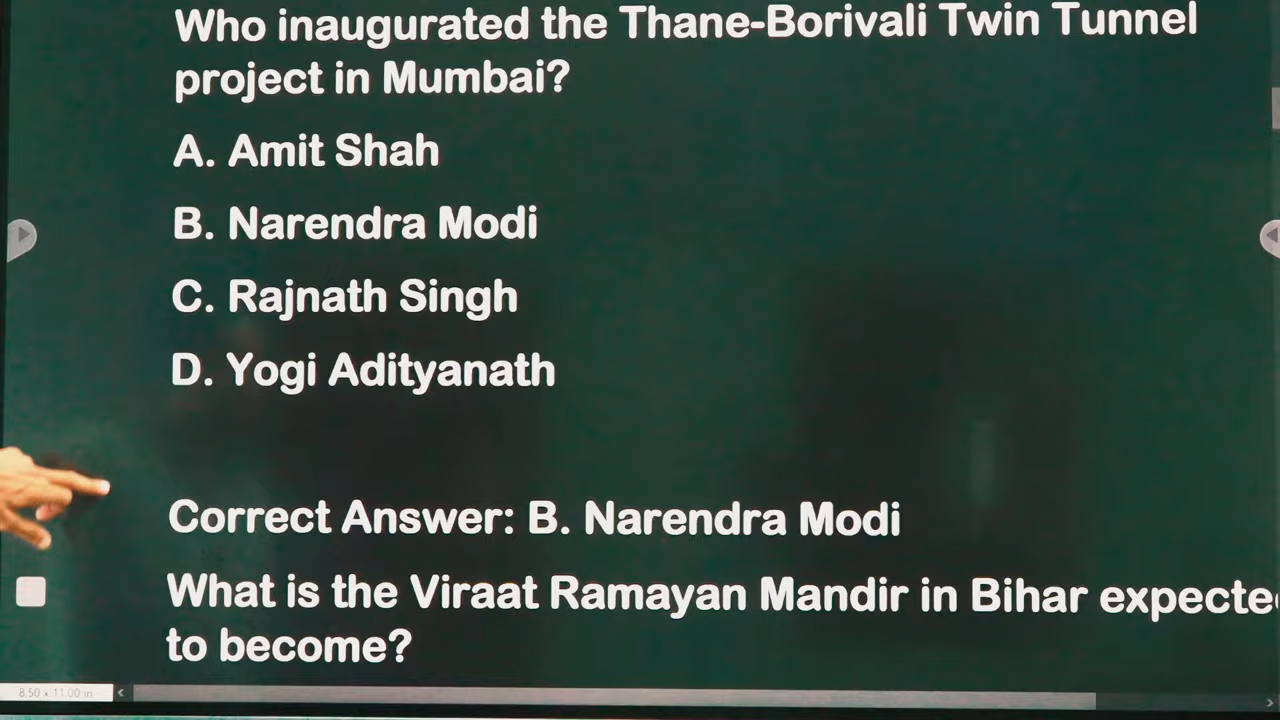 Who inaugurated the Thane-Borivali Twin Tunnel
project in Mumbai?
A. Amit Shah
B. Narendra Modi
C. Rajnath Singh
D. Yogi Adityanath
Correct Answer: B. Narendra Modi
What is the Viraat Ramayan Mandir in Bihar expected
to become?
8.50 x 11.00 in